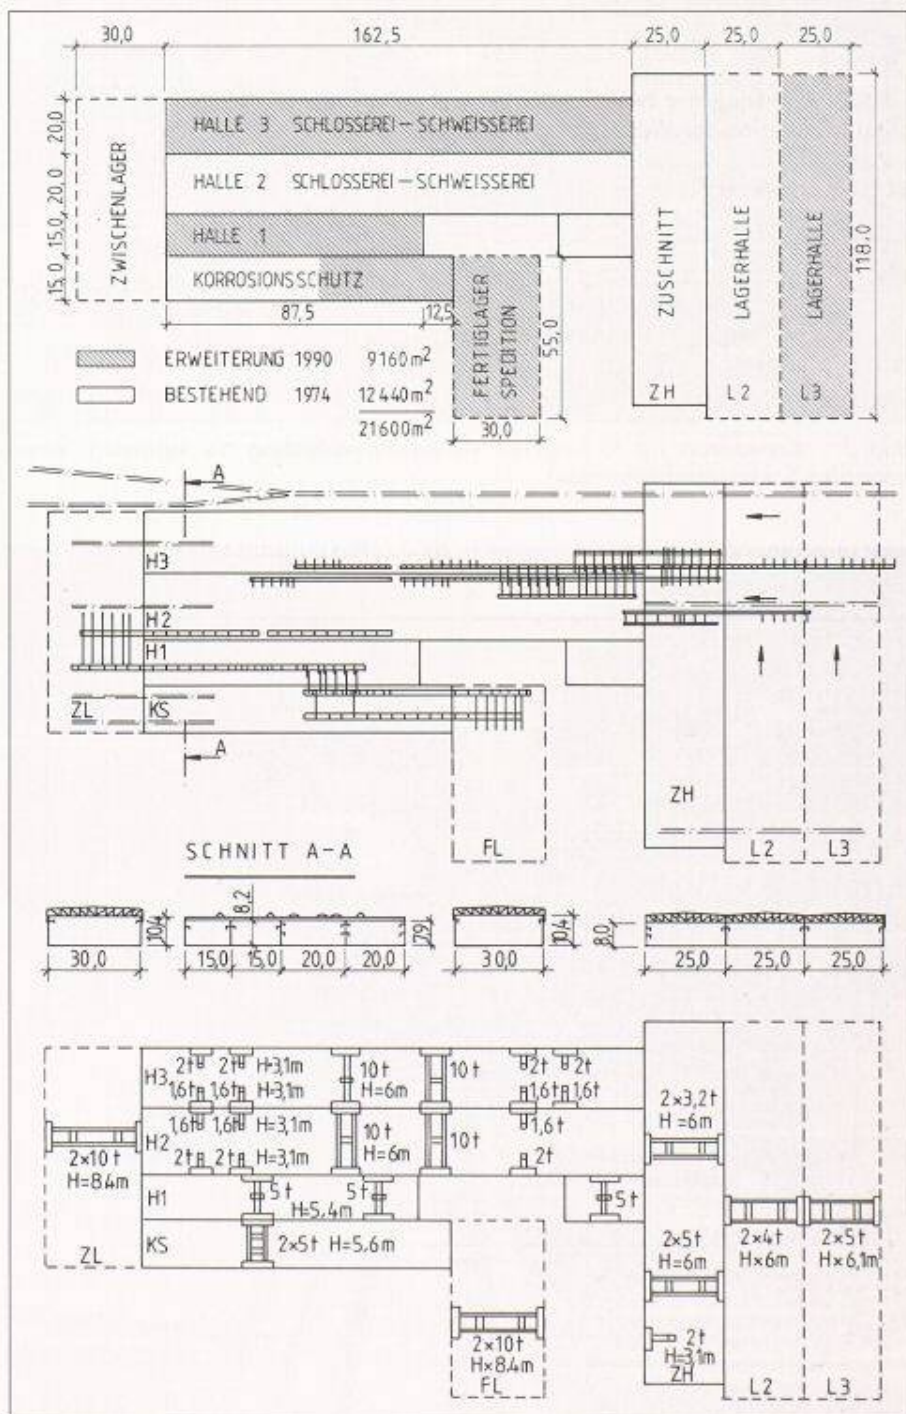 30,0 162,5 25,0 25,0 25,0
20,0
20,0
15,0
15,0
ZWISCHENLAGER
HALLE 3 SCHLOSSEREI-SCHWEISSEREI
HALLE 2 SCHLOSSEREI-SCHWEISSEREI
HALLE 1
KORROSIONSSCHUTZ
87,5 12,5
FERTIGLAGER
SPEDITION
55,0
30,0
ZUSCHNITT
LAGERHALLE
LAGERHALLE
118,0
ZH L2 L3
ERWEITERUNG 1990 9160m²
BESTEHEND 1974 12440m²
21600m²
A
H3
H2
H1
ZL KS
A
ZH
FL L2 L3
SCHNITT A-A
10,4 8,2 7,9 10,4 8,0
30,0 15,0 15,0 20,0 20,0 30,0 25,0 25,0 25,0
H3 2t 2t H=3,1m 10t 10t 2t 2t
1,6t 1,6t H=3,1m H=6m 1,6t 1,6t
H2 1,6t 1,6t H=3,1m 10t 10t 1,6t
2t 2t H=3,1m H=6m 2t
2×10t
H=8,4m
H1 5t 5t 5t
H=5,4m
KS 2×5t H=5,6m
ZL
2×3,2t
H=6m
2×5t 2×4t 2×5t
H=6m H×6m H×6,1m
2×10t
H×8,4m
FL
2t
H=3,1m
ZH
L2 L3